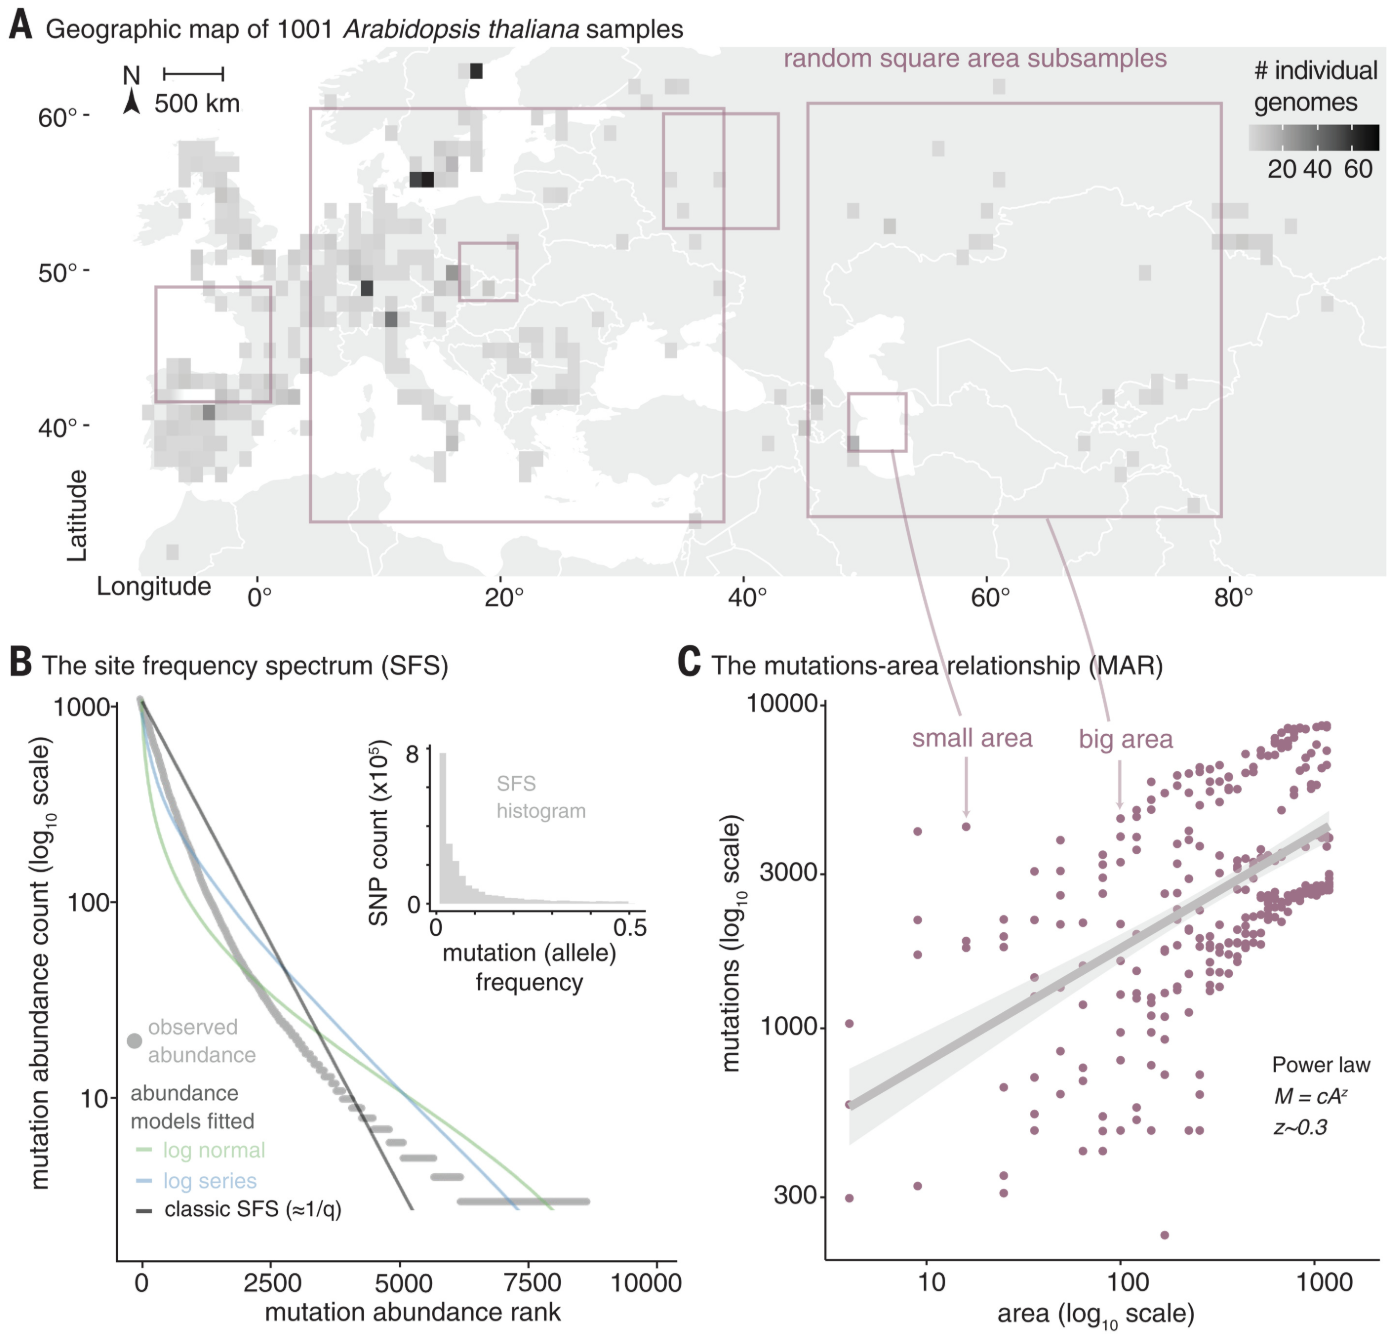 A Geographic map of 1001 Arabidopsis thaliana samples
random square area subsamples
N
500 km
# individual
genomes
20 40 60
60°
50°
40°
Latitude
Longitude
0° 20° 40° 60° 80°
B The site frequency spectrum (SFS)
mutation abundance count (log10 scale)
1000
100
10
SNP count (x10⁵)
8
0
SFS
histogram
0 0.5
mutation (allele)
frequency
observed
abundance
abundance
models fitted
log normal
log series
classic SFS (≈1/q)
0 2500 5000 7500 10000
mutation abundance rank
C The mutations-area relationship (MAR)
small area
big area
mutations (log10 scale)
10000
3000
1000
300
Power law
M = cAᶻ
z~0.3
10 100 1000
area (log10 scale)